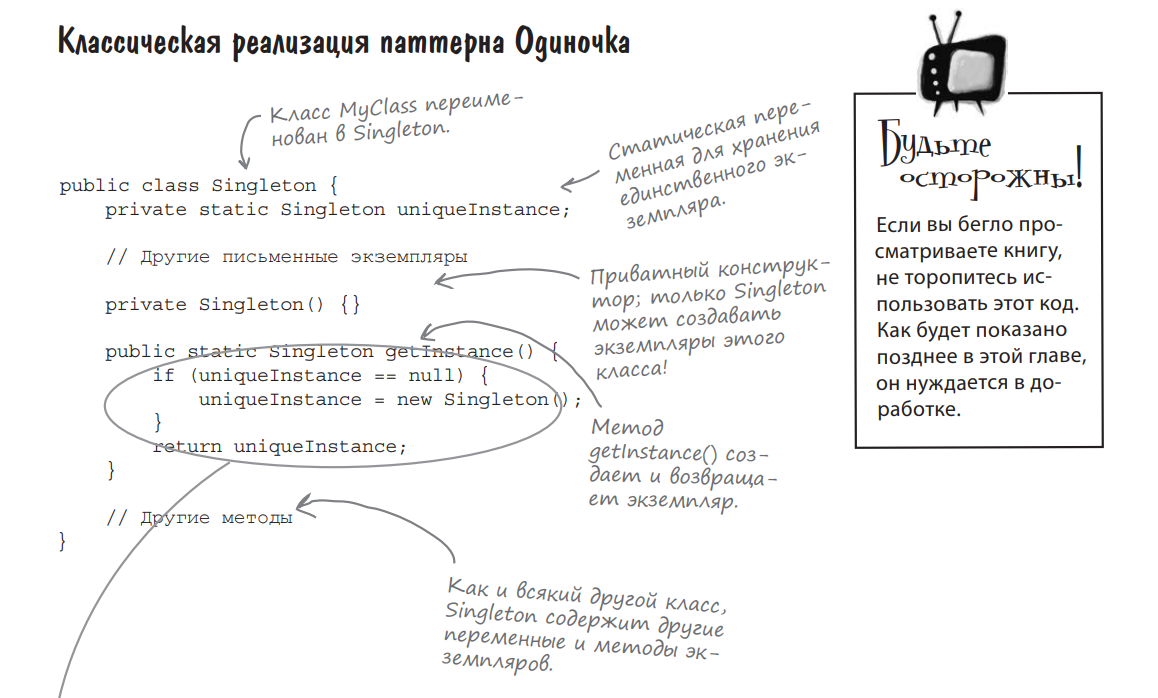 Классическая реализация паттерна Одиночка
Класс MyClass переиме-
нован в Singleton.
Статическая пере-
менная для хранения
единственного эк-
земпляра.
public class Singleton {
private static Singleton uniqueInstance;
// Другие письменные экземпляры
Приватный конструк-
тор; только Singleton
может создавать
экземпляры этого
класса!
private Singleton() {}
public static Singleton getInstance() {
if (uniqueInstance == null) {
uniqueInstance = new Singleton();
}
return uniqueInstance;
}
Метод
getInstance() соз-
дает и возвраща-
ет экземпляр.
// Другие методы
}
Как и всякий другой класс,
Singleton содержит другие
переменные и методы эк-
земпляров.
Будьте
осторожны!
Если вы бегло про-
сматриваете книгу,
не торопитесь ис-
пользовать этот код.
Как будет показано
позднее в этой главе,
он нуждается в до-
работке.